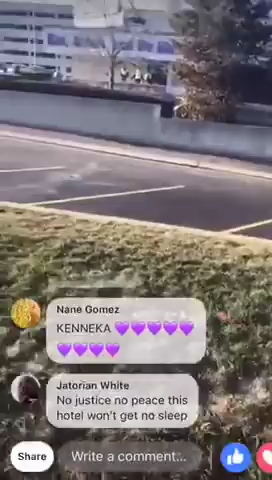 Nane Gomez
KENNEKA 💜💜💜💜💜
💜💜💜💜
Jatorian White
No justice no peace this
hotel won't get no sleep
Share
Write a comment...